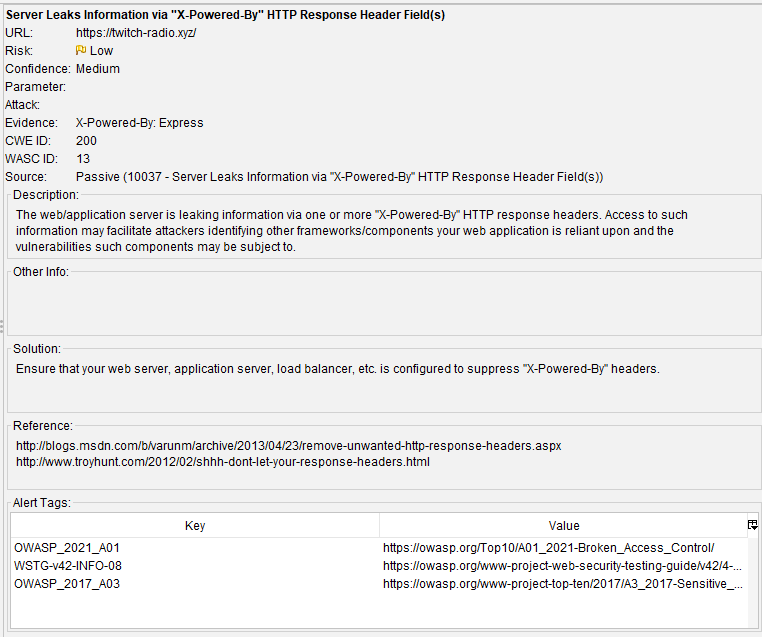 Server Leaks Information via "X-Powered-By" HTTP Response Header Field(s)
URL: https://twitch-radio.xyz/
Risk: Low
Confidence: Medium
Parameter:
Attack:
Evidence: X-Powered-By: Express
CWE ID: 200
WASC ID: 13
Source: Passive (10037 - Server Leaks Information via "X-Powered-By" HTTP Response Header Field(s))
Description:
The web/application server is leaking information via one or more "X-Powered-By" HTTP response headers. Access to such
information may facilitate attackers identifying other frameworks/components your web application is reliant upon and the
vulnerabilities such components may be subject to.
Other Info:
Solution:
Ensure that your web server, application server, load balancer, etc. is configured to suppress "X-Powered-By" headers.
Reference:
http://blogs.msdn.com/b/varunm/archive/2013/04/23/remove-unwanted-http-response-headers.aspx
http://www.troyhunt.com/2012/02/shhh-dont-let-your-response-headers.html
Alert Tags:
Key Value
OWASP_2021_A01 https://owasp.org/Top10/A01_2021-Broken_Access_Control/
WSTG-v42-INFO-08 https://owasp.org/www-project-web-security-testing-guide/v42/4-...
OWASP_2017_A03 https://owasp.org/www-project-top-ten/2017/A3_2017-Sensitive_...